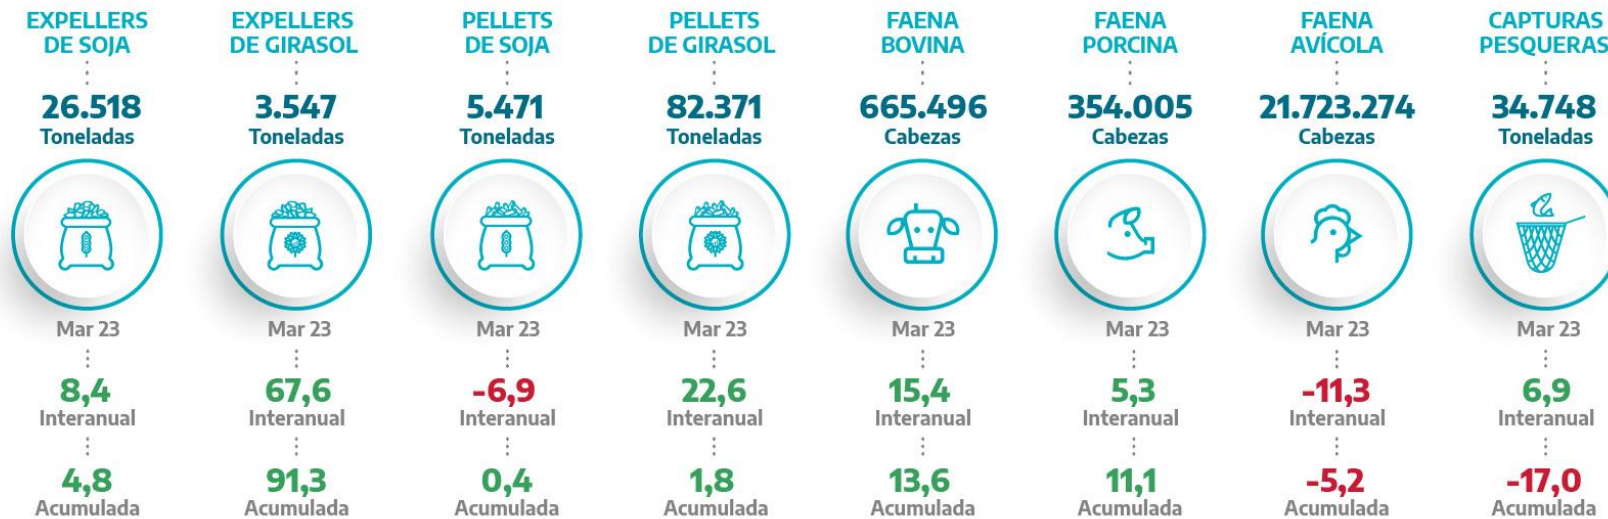 EXPELLERS
DE SOJA
26.518
Toneladas
Mar 23
8,4
Interanual
4,8
Acumulada
EXPELLERS
DE GIRASOL
3.547
Toneladas
Mar 23
67,6
Interanual
91,3
Acumulada
PELLETS
DE SOJA
5.471
Toneladas
Mar 23
-6,9
Interanual
0,4
Acumulada
PELLETS
DE GIRASOL
82.371
Toneladas
Mar 23
22,6
Interanual
1,8
Acumulada
FAENA
BOVINA
665.496
Cabezas
Mar 23
15,4
Interanual
13,6
Acumulada
FAENA
PORCINA
354.005
Cabezas
Mar 23
5,3
Interanual
11,1
Acumulada
FAENA
AVÍCOLA
21.723.274
Cabezas
Mar 23
-11,3
Interanual
-5,2
Acumulada
CAPTURAS
PESQUERAS
34.748
Toneladas
Mar 23
6,9
Interanual
-17,0
Acumulada